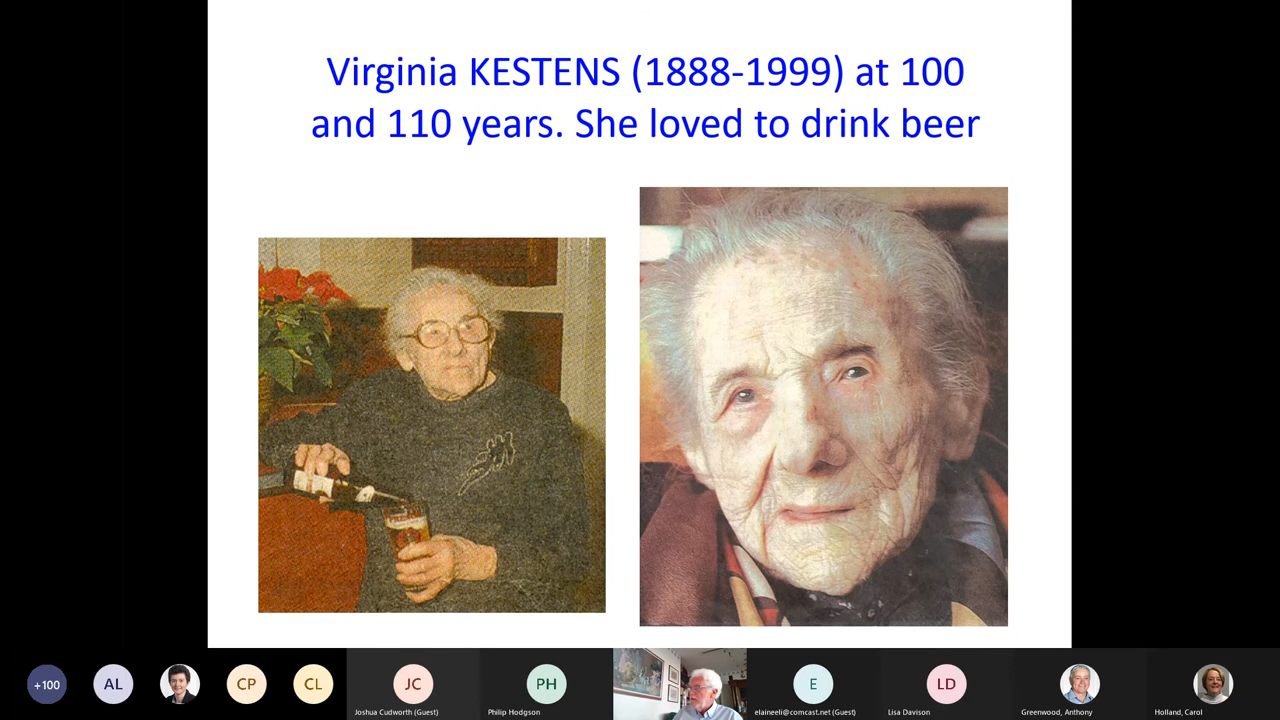 Virginia KESTENS (1888-1999) at 100
and 110 years. She loved to drink beer
+100
AL
CP
CL
JC
PH
E
LD
Joshua Cudworth (Guest)
Philip Hodgson
elaineeli@comcast.net (Guest)
Lisa Davison
Greenwood, Anthony
Holland, Carol